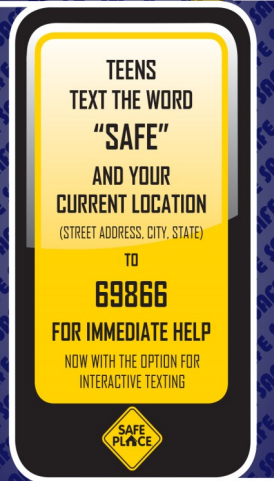 TEENS
TEXT THE WORD
“SAFE”
AND YOUR
CURRENT LOCATION
(STREET ADDRESS, CITY, STATE)
TO
69866
FOR IMMEDIATE HELP
NOW WITH THE OPTION FOR
INTERACTIVE TEXTING
SAFE
PLACE